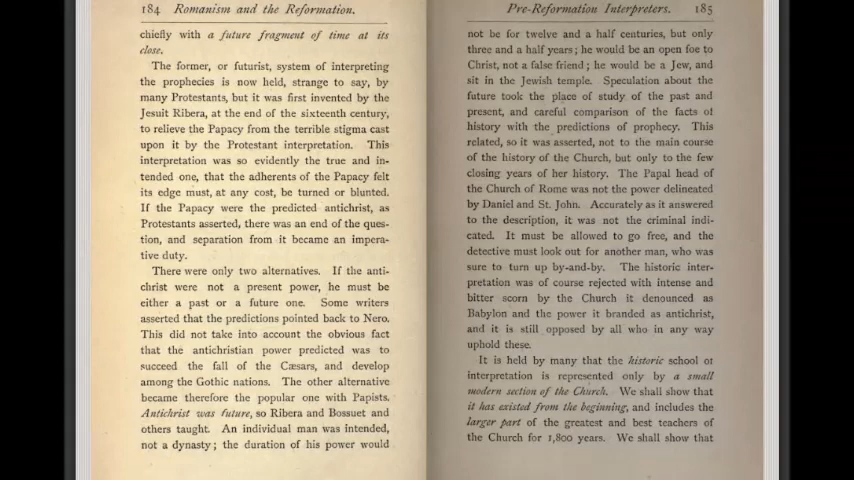 184 Romanism and the Reformation.
chiefly with a future fragment of time at its
close.
The former, or futurist, system of interpreting
the prophecies is now held, strange to say, by
many Protestants, but it was first invented by the
Jesuit Ribera, at the end of the sixteenth century,
to relieve the Papacy from the terrible stigma cast
upon it by the Protestant interpretation. This
interpretation was so evidently the true and in-
tended one, that the adherents of the Papacy felt
its edge must, at any cost, be turned or blunted.
If the Papacy were the predicted antichrist, as
Protestants asserted, there was an end of the ques-
tion, and separation from it became an impera-
tive duty.
There were only two alternatives. If the anti-
christ were not a present power, he must be
either a past or a future one. Some writers
asserted that the predictions pointed back to Nero.
This did not take into account the obvious fact
that the antichristian power predicted was to
succeed the fall of the Cæsars, and develop
among the Gothic nations. The other alternative
became therefore the popular one with Papists.
Antichrist was future, so Ribera and Bossuet and
others taught. An individual man was intended,
not a dynasty; the duration of his power would
Pre-Reformation Interpreters. 185
not be for twelve and a half centuries, but only
three and a half years; he would be an open foe to
Christ, not a false friend; he would be a Jew, and
sit in the Jewish temple. Speculation about the
future took the place of study of the past and
present, and careful comparison of the facts of
history with the predictions of prophecy. This
related, so it was asserted, not to the main course
of the history of the Church, but only to the few
closing years of her history. The Papal head of
the Church of Rome was not the power delineated
by Daniel and St. John. Accurately as it answered
to the description, it was not the criminal indi-
cated. It must be allowed to go free, and the
detective must look out for another man, who was
sure to turn up by-and-by. The historic inter-
pretation was of course rejected with intense and
bitter scorn by the Church it denounced as
Babylon and the power it branded as antichrist,
and it is still opposed by all who in any way
uphold these.
It is held by many that the historic school of
interpretation is represented only by a small
modern section of the Church. We shall show that
it has existed from the beginning, and includes the
larger part of the greatest and best teachers of
the Church for 1,800 years. We shall show that